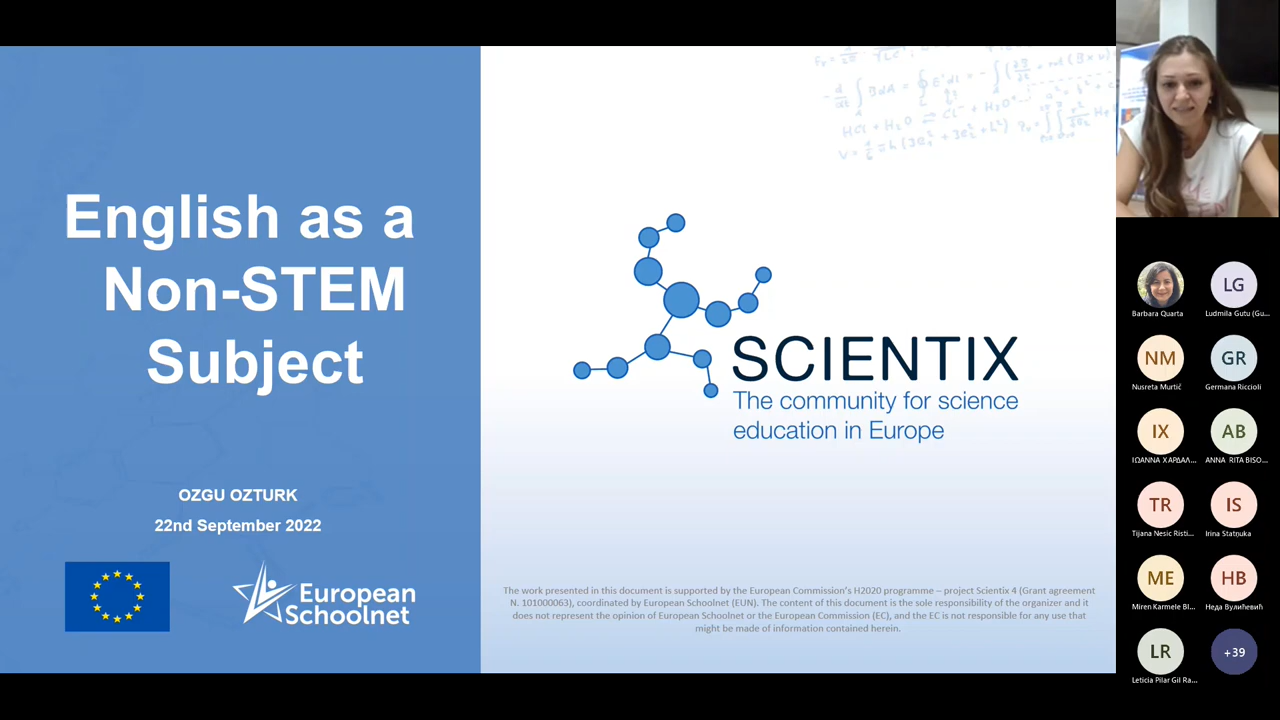 English as a
Non-STEM
Subject
OZGU OZTURK
22nd September 2022
European
Schoolnet
SCIENTIX
The community for science
education in Europe
The work presented in this document is supported by the European Commission's H2020 programme – project Scientix 4 (Grant agreement
N. 101000063), coordinated by European Schoolnet (EUN). The content of this document is the sole responsibility of the organizer and it
does not represent the opinion of European Schoolnet or the European Commission (EC), and the EC is not responsible for any use that
might be made of information contained herein.
Barbara Quarta
LG
Ludmila Gutu (Gu...
NM
Nusreta Murtić
GR
Germana Riccioli
IX
ΙΩΑΝΝΑ ΧΑΡΔΑΛ...
AB
ANNA RITA BISO...
TR
Tijana Nesic Risti...
IS
Irina Statņuka
ME
Miren Karmele BI...
HB
Неда Вулићевић
LR
Leticia Pilar Gil Ra...
+39